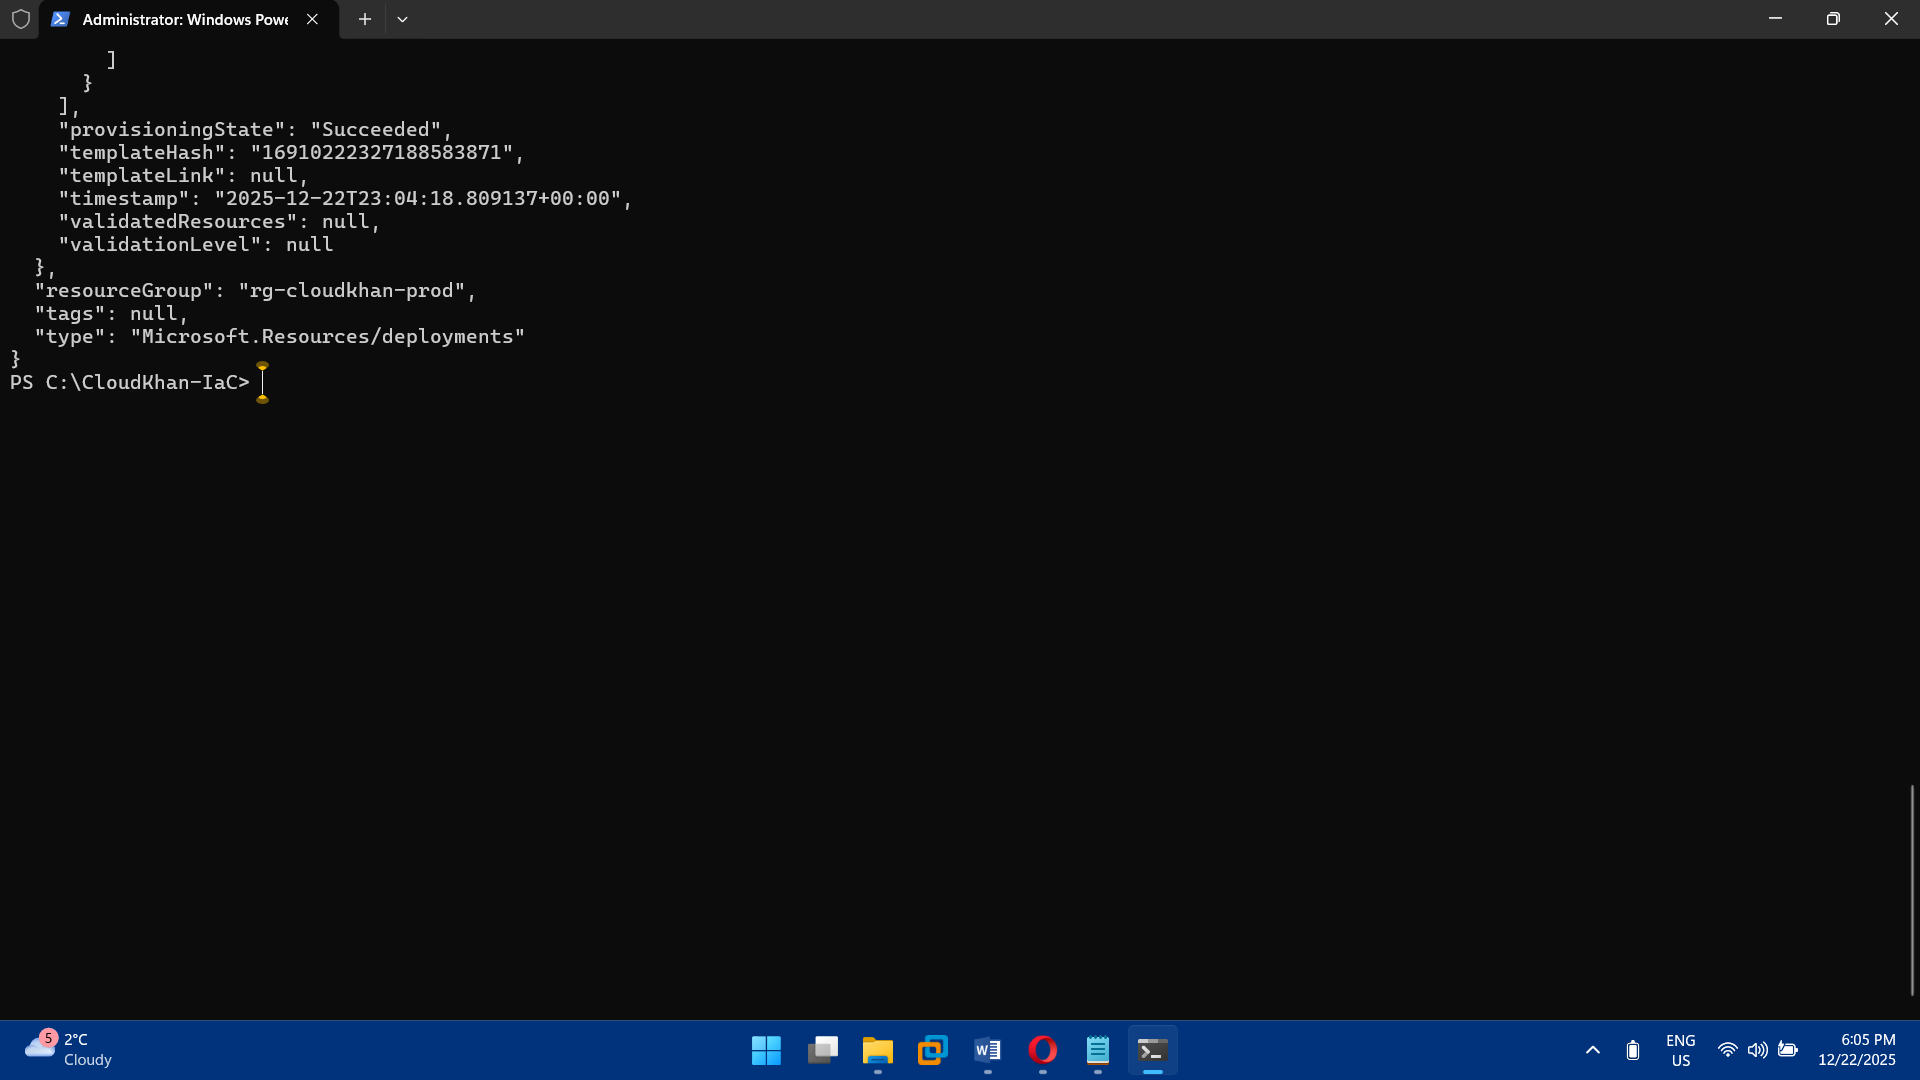 Administrator: Windows Powe
]
}
],
"provisioningState": "Succeeded",
"templateHash": "16910222327188583871",
"templateLink": null,
"timestamp": "2025-12-22T23:04:18.809137+00:00",
"validatedResources": null,
"validationLevel": null
},
"resourceGroup": "rg-cloudkhan-prod",
"tags": null,
"type": "Microsoft.Resources/deployments"
}
PS C:\CloudKhan-IaC>
5
2°C
Cloudy
W
ENG
US
6:05 PM
12/22/2025